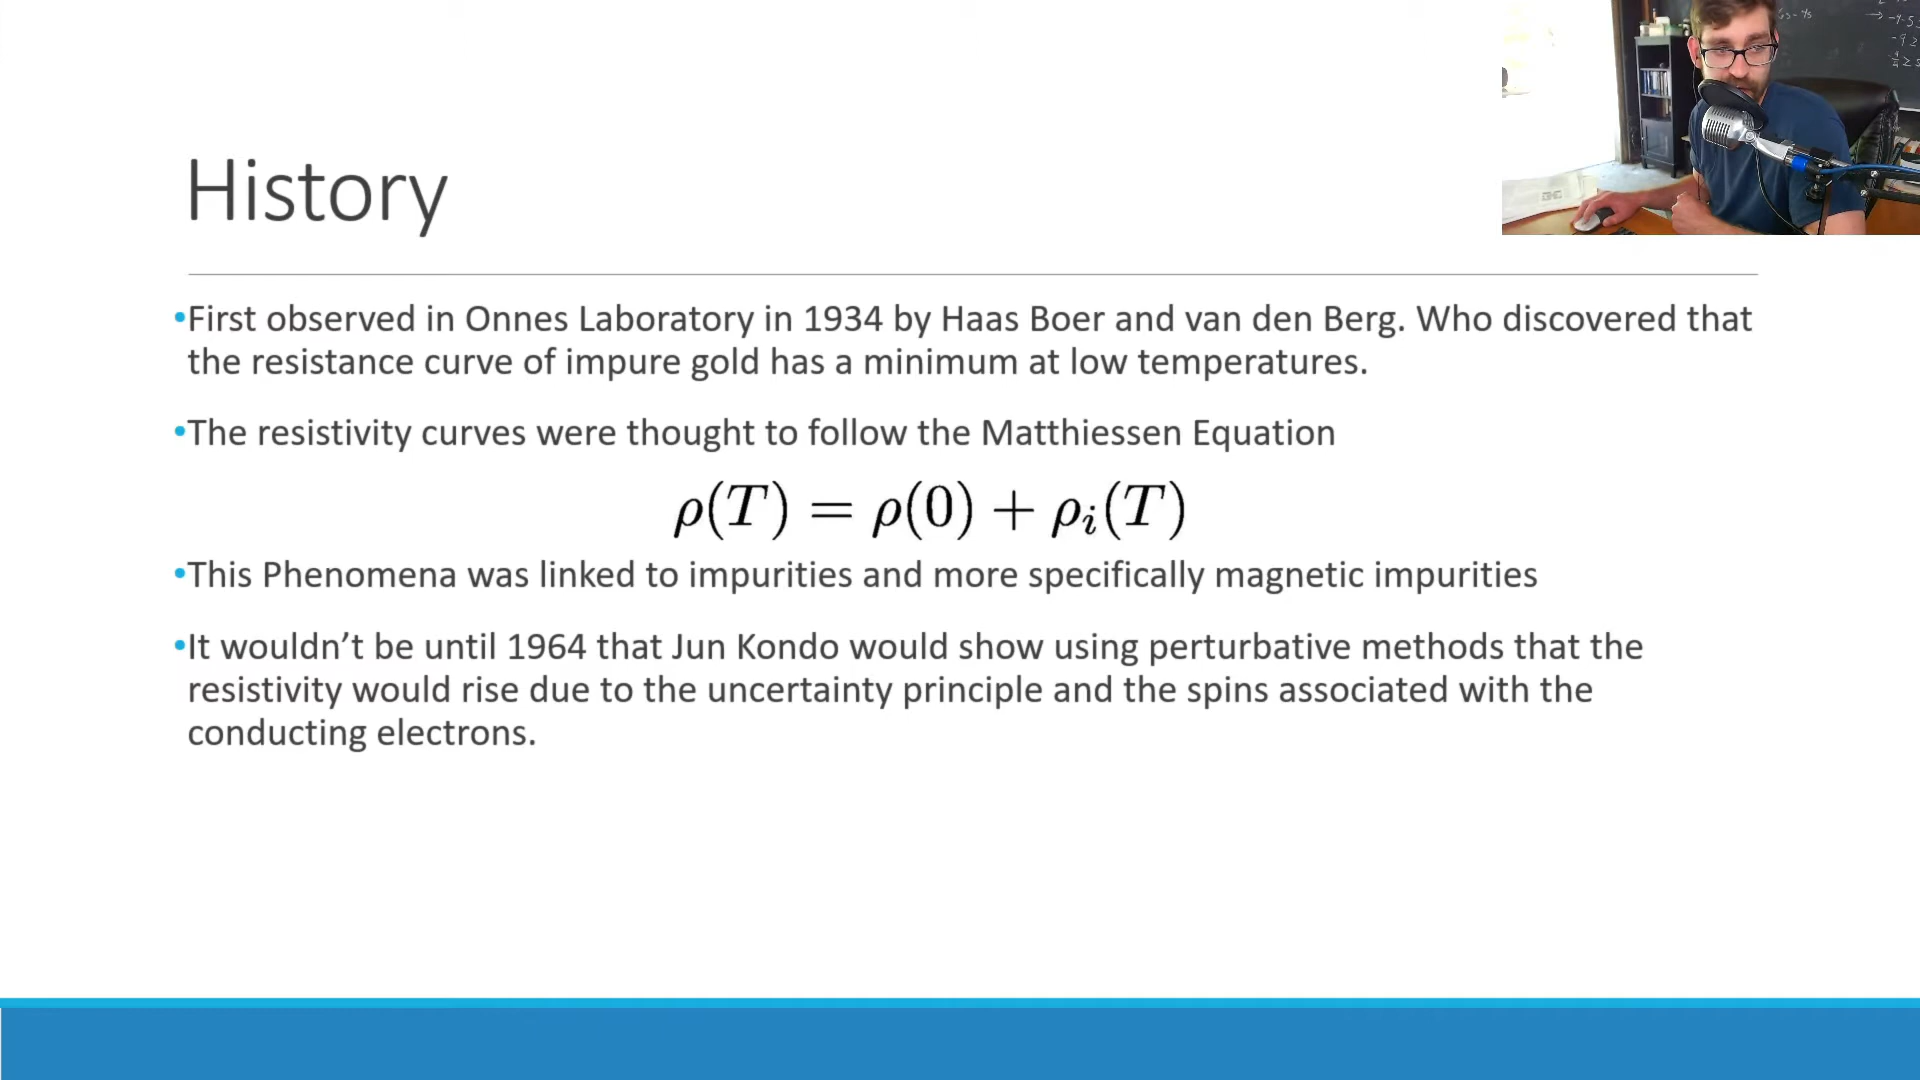 History
•First observed in Onnes Laboratory in 1934 by Haas Boer and van den Berg. Who discovered that
the resistance curve of impure gold has a minimum at low temperatures.
•The resistivity curves were thought to follow the Matthiessen Equation
ρ(T) = ρ(0) + ρᵢ(T)
•This Phenomena was linked to impurities and more specifically magnetic impurities
•It wouldn’t be until 1964 that Jun Kondo would show using perturbative methods that the
resistivity would rise due to the uncertainty principle and the spins associated with the
conducting electrons.